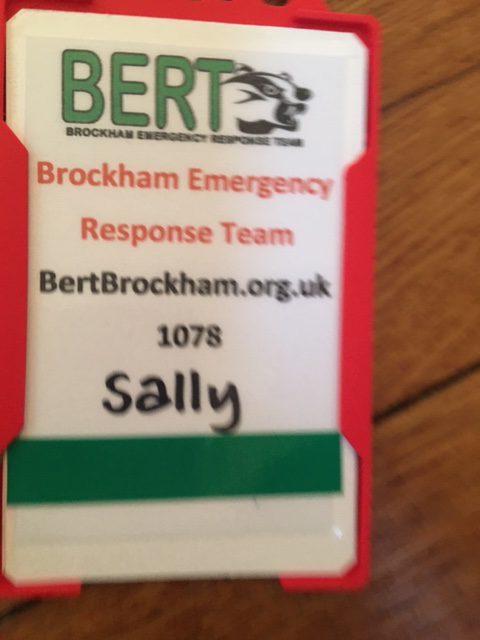 BERT
BROCKHAM EMERGENCY RESPONSE TEAM
Brockham Emergency
Response Team
BertBrockham.org.uk
1078
Sally